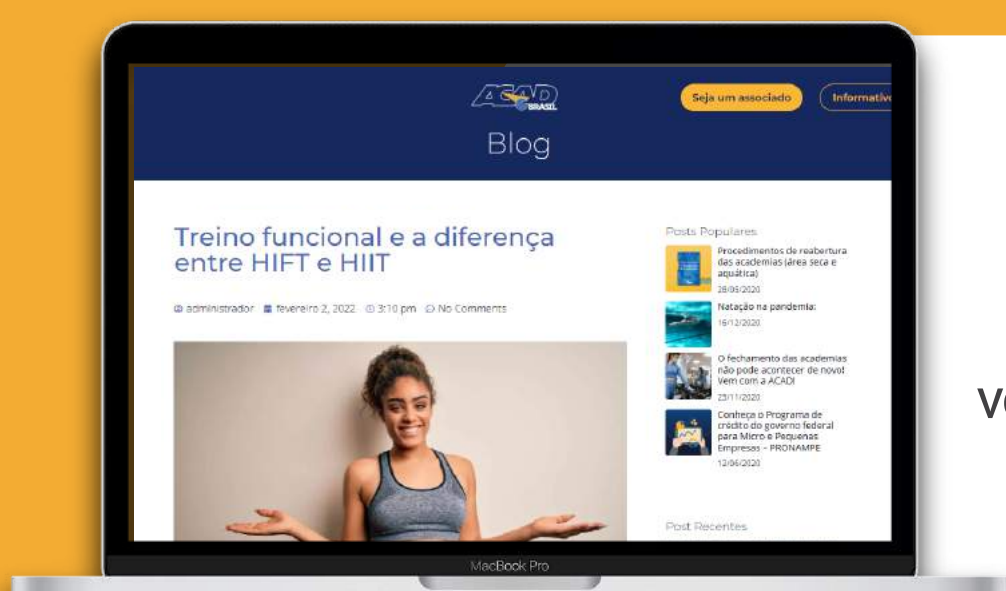 ACAD
BRASIL
Seja um associado
Informativo
Blog
Treino funcional e a diferença
entre HIFT e HIIT
administrador fevereiro 2, 2022 3:10 pm No Comments
Posts Populares
Procedimentos de reabertura
das academias (área seca e
aquática)
28/05/2020
Natação na pandemia:
16/12/2020
O fechamento das academias
não pode acontecer de novo!
Vem com a ACAD!
23/11/2020
Conheça o Programa de
crédito do governo federal
para Micro e Pequenas
Empresas – PRONAMPE
12/06/2020
Post Recentes
MacBook Pro